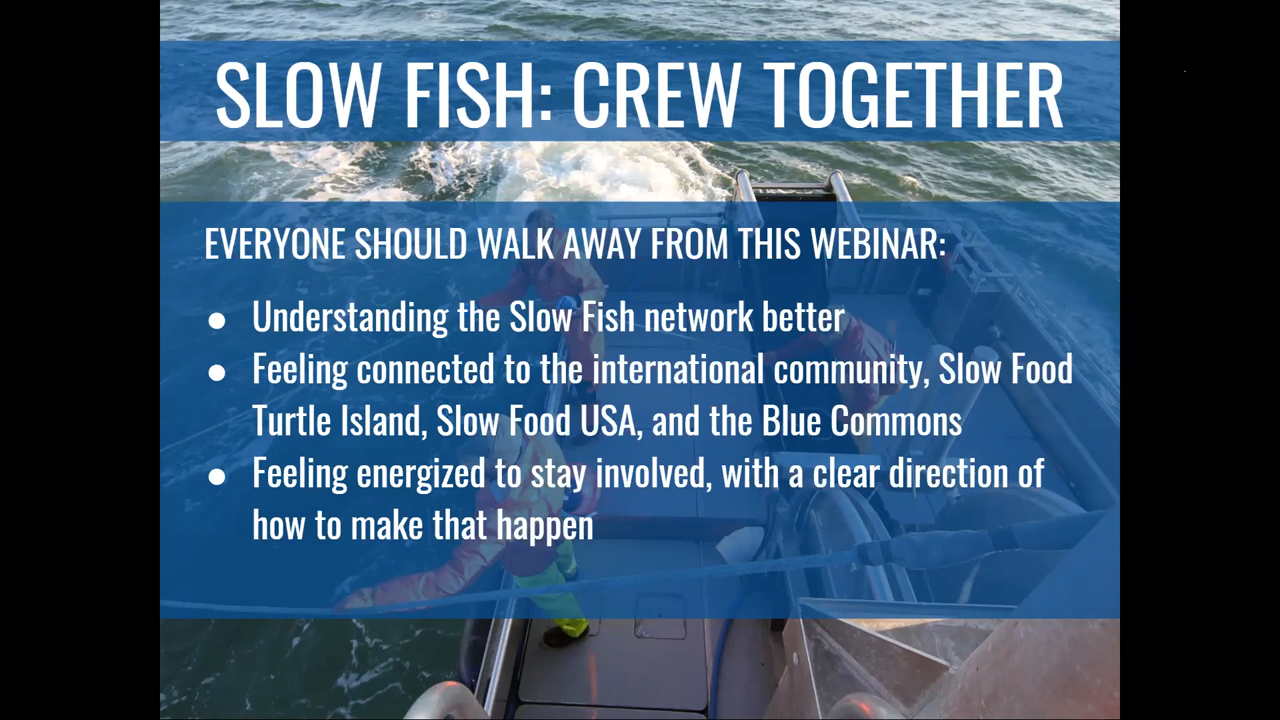 SLOW FISH: CREW TOGETHER
EVERYONE SHOULD WALK AWAY FROM THIS WEBINAR:
● Understanding the Slow Fish network better
● Feeling connected to the international community, Slow Food
Turtle Island, Slow Food USA, and the Blue Commons
● Feeling energized to stay involved, with a clear direction of
how to make that happen